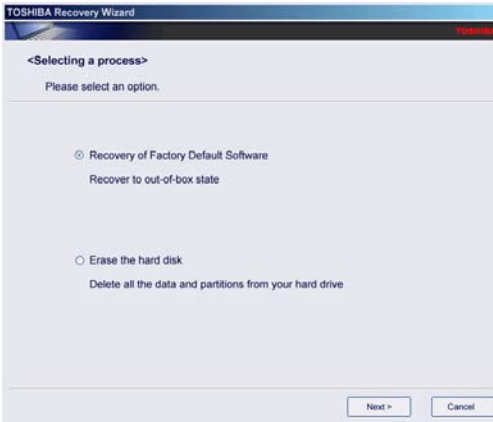 TOSHIBA Recovery Wizard
TOSHIBA
<Selecting a process>
Please select an option.
Recovery of Factory Default Software
Recover to out-of-box state
Erase the hard disk
Delete all the data and partitions from your hard drive
Next >
Cancel